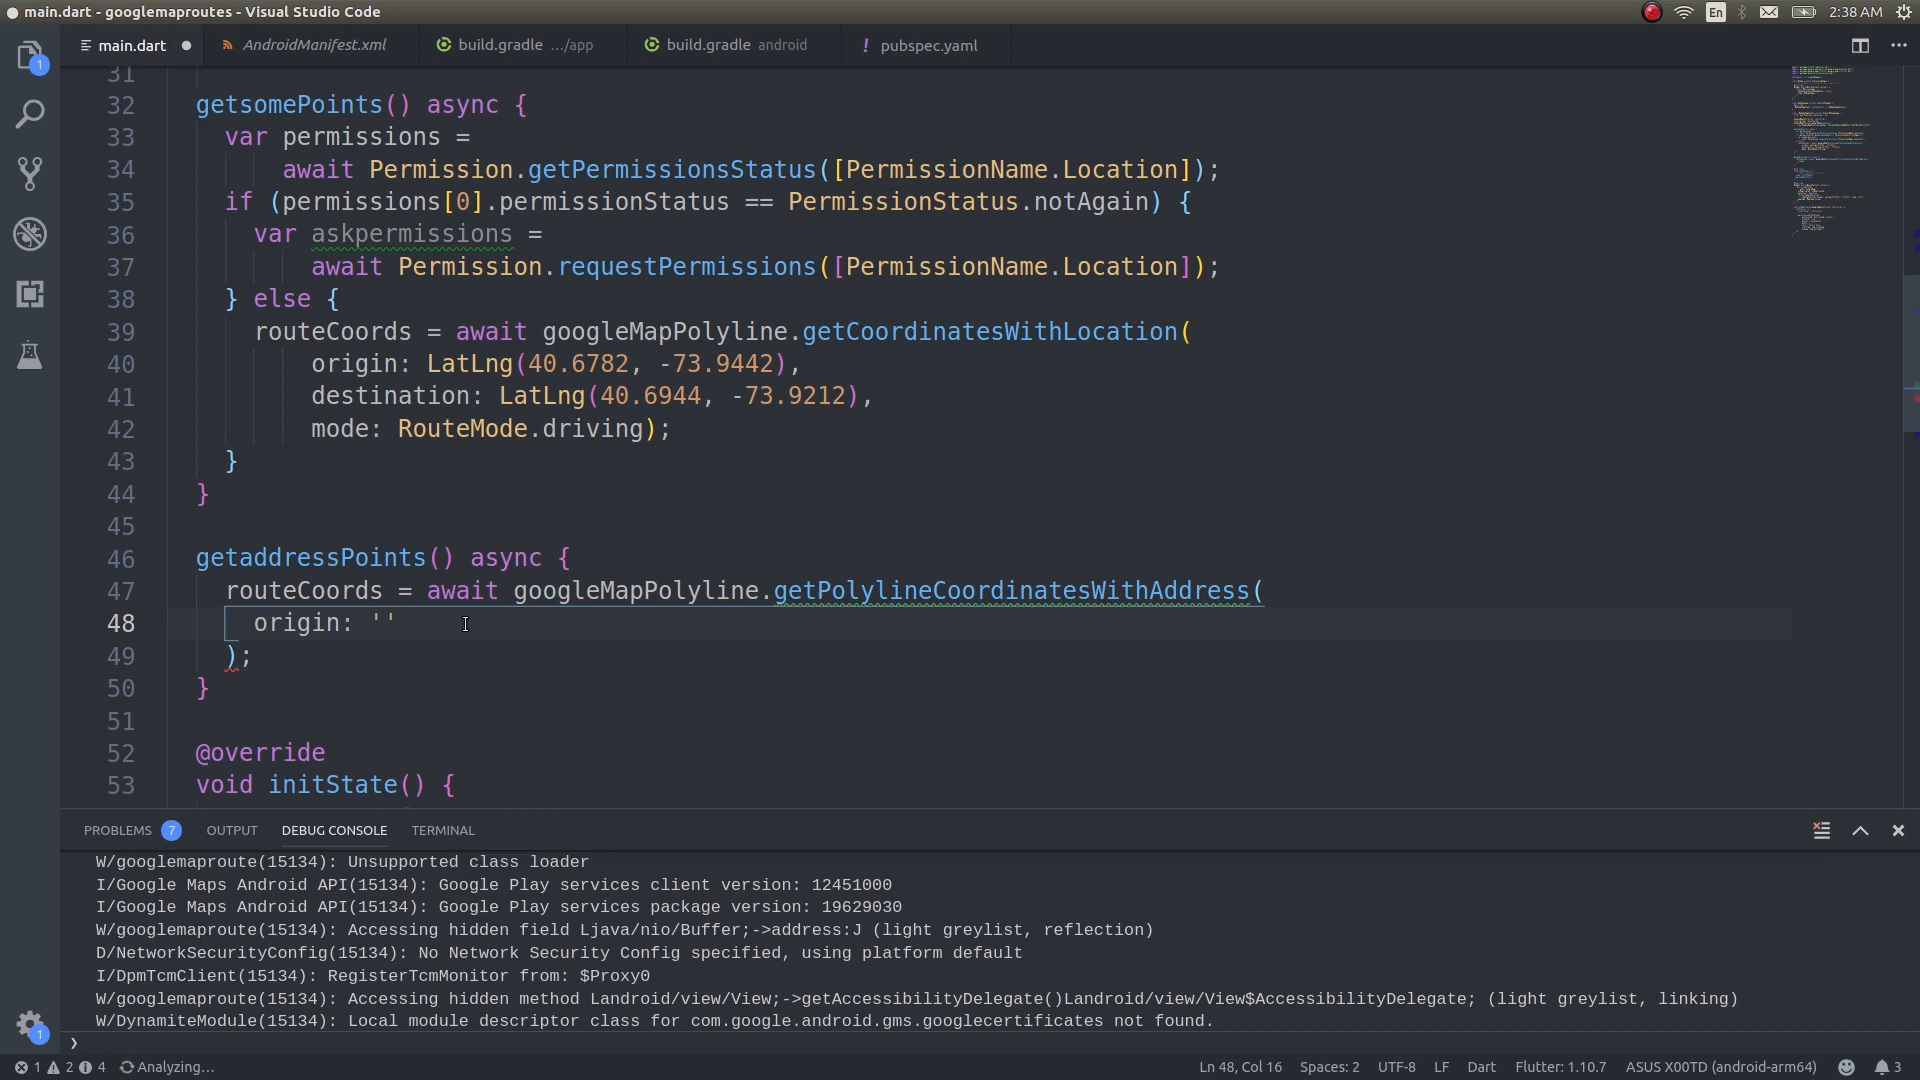 main.dart - googlemaproutes - Visual Studio Code
En
2:38 AM
main.dart
AndroidManifest.xml
build.gradle .../app
build.gradle android
! pubspec.yaml
31
32 getsomePoints() async {
33 var permissions =
34 await Permission.getPermissionsStatus([PermissionName.Location]);
35 if (permissions[0].permissionStatus == PermissionStatus.notAgain) {
36 var askpermissions =
37 await Permission.requestPermissions([PermissionName.Location]);
38 } else {
39 routeCoords = await googleMapPolyline.getCoordinatesWithLocation(
40 origin: LatLng(40.6782, -73.9442),
41 destination: LatLng(40.6944, -73.9212),
42 mode: RouteMode.driving);
43 }
44 }
45
46 getaddressPoints() async {
47 routeCoords = await googleMapPolyline.getPolylineCoordinatesWithAddress(
48 origin: ''
49 );
50 }
51
52 @override
53 void initState() {
1
PROBLEMS 7 OUTPUT DEBUG CONSOLE TERMINAL
W/googlemaproute(15134): Unsupported class loader
I/Google Maps Android API(15134): Google Play services client version: 12451000
I/Google Maps Android API(15134): Google Play services package version: 19629030
W/googlemaproute(15134): Accessing hidden field Ljava/nio/Buffer;->address:J (light greylist, reflection)
D/NetworkSecurityConfig(15134): No Network Security Config specified, using platform default
I/DpmTcmClient(15134): RegisterTcmMonitor from: $Proxy0
W/googlemaproute(15134): Accessing hidden method Landroid/view/View;->getAccessibilityDelegate()Landroid/view/View$AccessibilityDelegate; (light greylist, linking)
W/DynamiteModule(15134): Local module descriptor class for com.google.android.gms.googlecertificates not found.
❯
1
1 2 4 Analyzing...
Ln 48, Col 16 Spaces: 2 UTF-8 LF Dart Flutter: 1.10.7 ASUS X00TD (android-arm64) 3